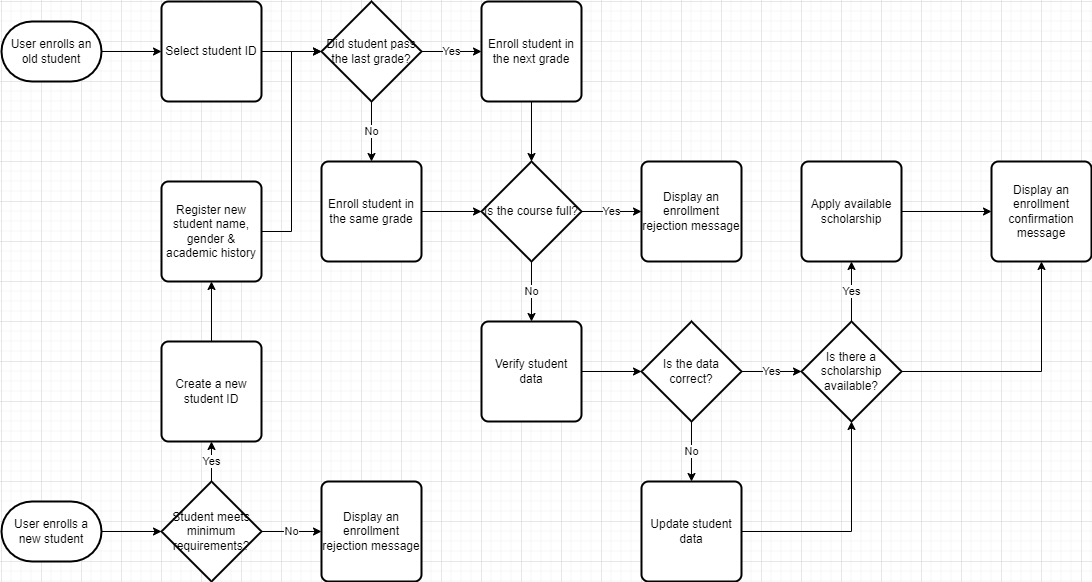 User enrolls an
old student
Select student ID
Did student pass
the last grade?
Yes
Enroll student in
the next grade
No
Enroll student in
the same grade
Is the course full?
Yes
Display an
enrollment
rejection message
Apply available
scholarship
Display an
enrollment
confirmation
message
Register new
student name,
gender &
academic history
No
Yes
Verify student
data
Is the data
correct?
Yes
Is there a
scholarship
available?
Create a new
student ID
Yes
No
User enrolls a
new student
Student meets
minimum
requirements?
No
Display an
enrollment
rejection message
Update student
data